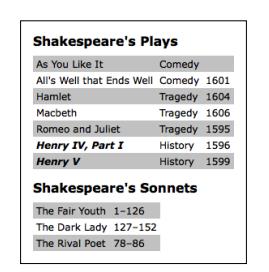 Shakespeare's Plays
As You Like It Comedy
All's Well that Ends Well Comedy 1601
Hamlet Tragedy 1604
Macbeth Tragedy 1606
Romeo and Juliet Tragedy 1595
Henry IV, Part I History 1596
Henry V History 1599
Shakespeare's Sonnets
The Fair Youth 1–126
The Dark Lady 127–152
The Rival Poet 78–86